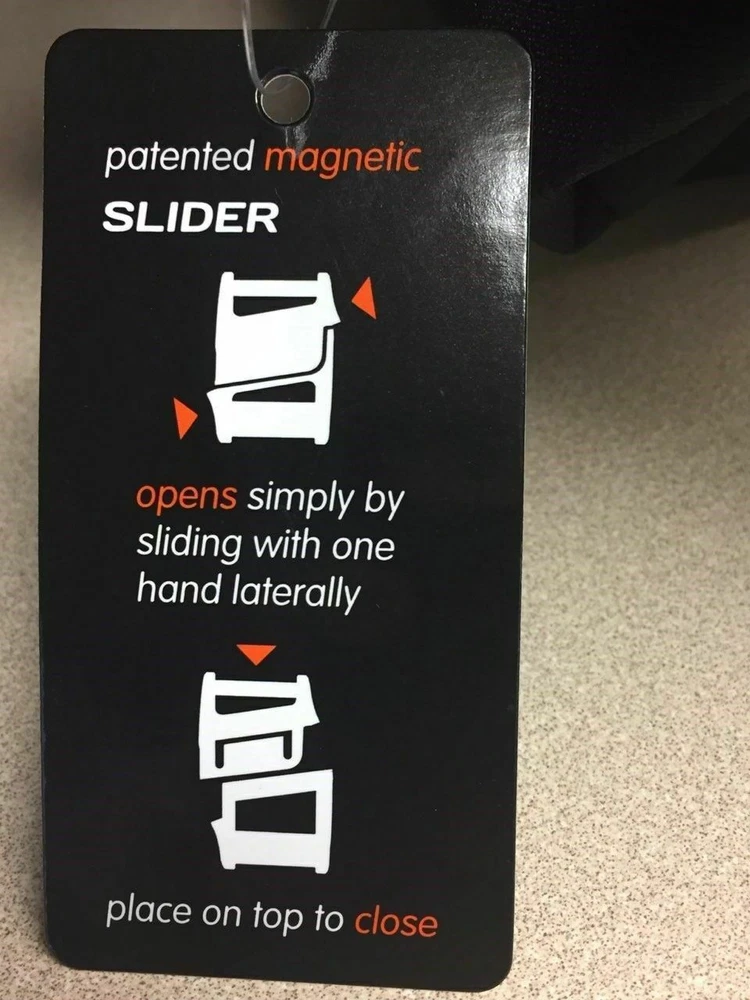 patented magnetic
SLIDER
opens simply by
sliding with one
hand laterally
place on top to close